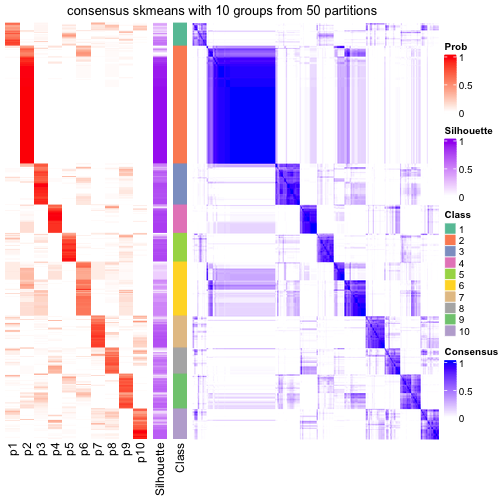 consensus skmeans with 10 groups from 50 partitions
p1
p2
p3
p4
p5
p6
p7
p8
p9
p10
Silhouette
Class
Prob
1
0.5
0
Silhouette
1
0.5
0
Class
1
2
3
4
5
6
7
8
9
10
Consensus
1
0.5
0